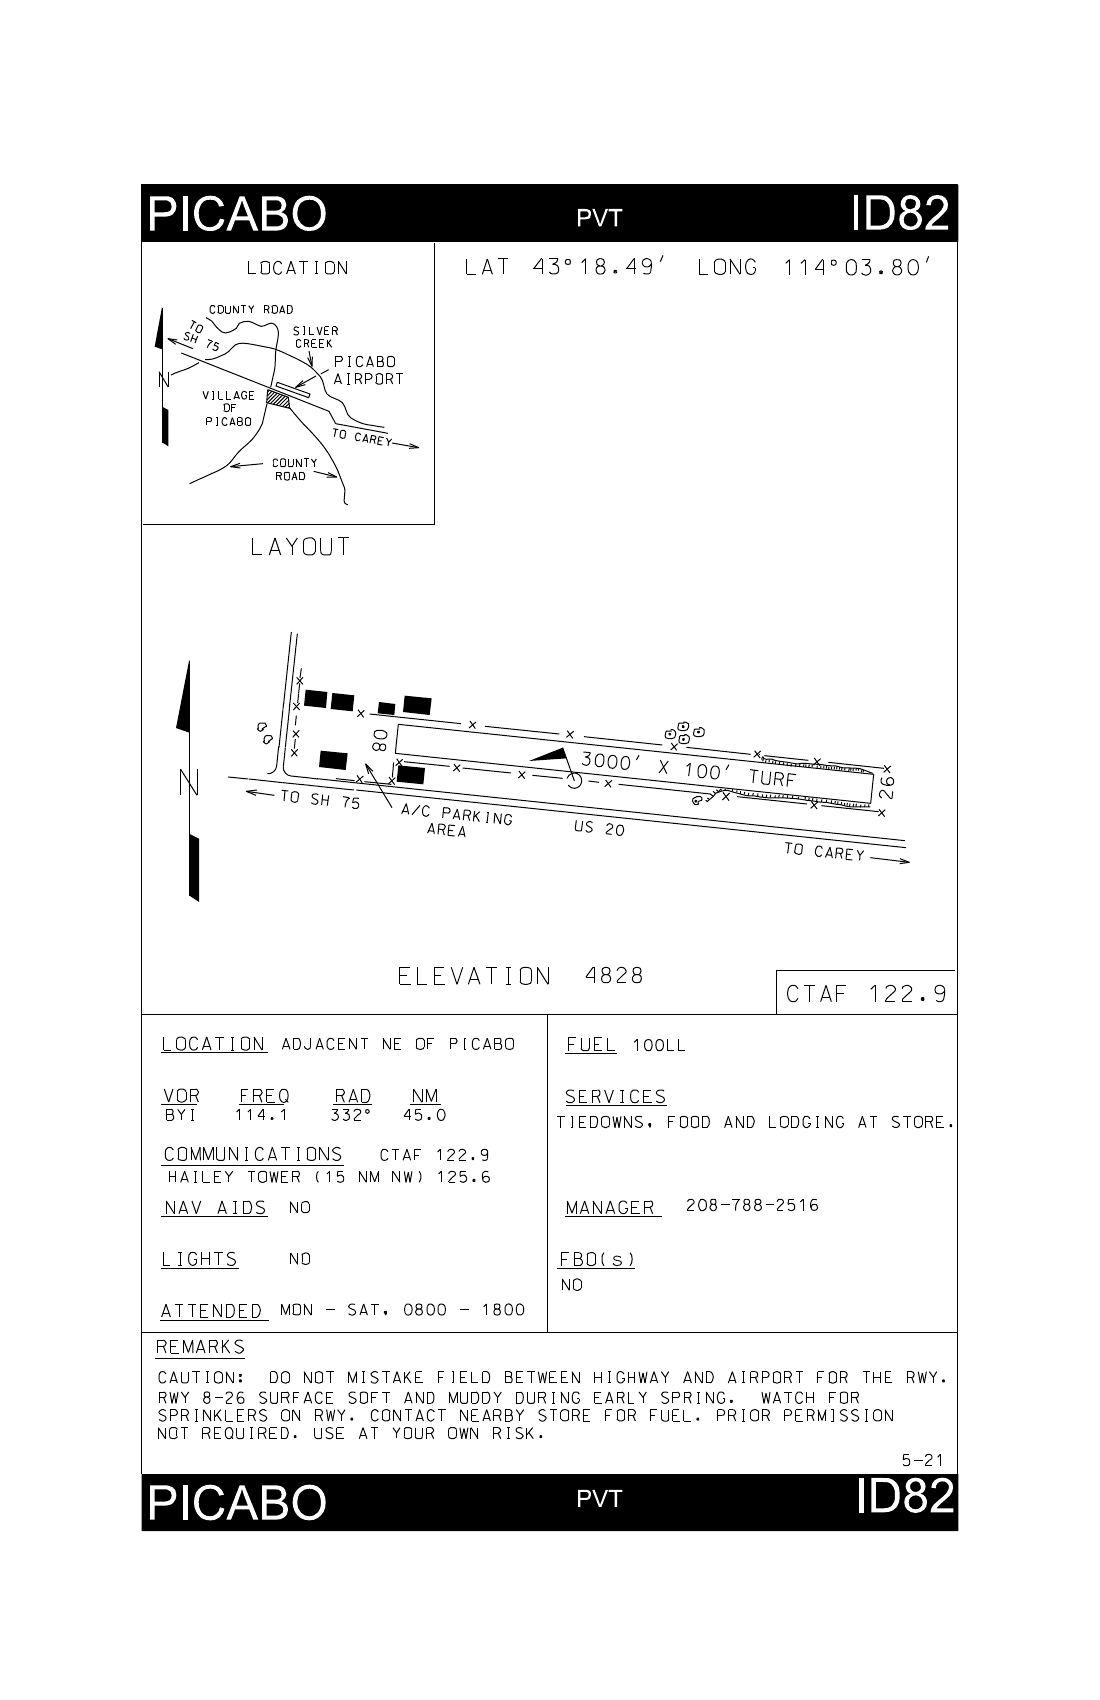 PICABO PVT ID82
LOCATION
LAT 43°18.49' LONG 114°03.80'
COUNTY ROAD
TO
SH 75
SILVER
CREEK
PICABO
AIRPORT
N
VILLAGE
OF
PICABO
TO CAREY
COUNTY
ROAD
LAYOUT
N
08
3000' X 100' TURF
26
TO SH 75
A/C PARKING
AREA
US 20
TO CAREY
ELEVATION 4828
CTAF 122.9
LOCATION ADJACENT NE OF PICABO
VOR FREQ RAD NM
BYI 114.1 332° 45.0
COMMUNICATIONS CTAF 122.9
HAILEY TOWER (15 NM NW) 125.6
NAV AIDS NO
LIGHTS NO
ATTENDED MON - SAT, 0800 - 1800
FUEL 100LL
SERVICES
TIEDOWNS, FOOD AND LODGING AT STORE.
MANAGER 208-788-2516
FBO(s)
NO
REMARKS
CAUTION: DO NOT MISTAKE FIELD BETWEEN HIGHWAY AND AIRPORT FOR THE RWY.
RWY 8-26 SURFACE SOFT AND MUDDY DURING EARLY SPRING. WATCH FOR
SPRINKLERS ON RWY. CONTACT NEARBY STORE FOR FUEL. PRIOR PERMISSION
NOT REQUIRED. USE AT YOUR OWN RISK.
5-21
PICABO PVT ID82